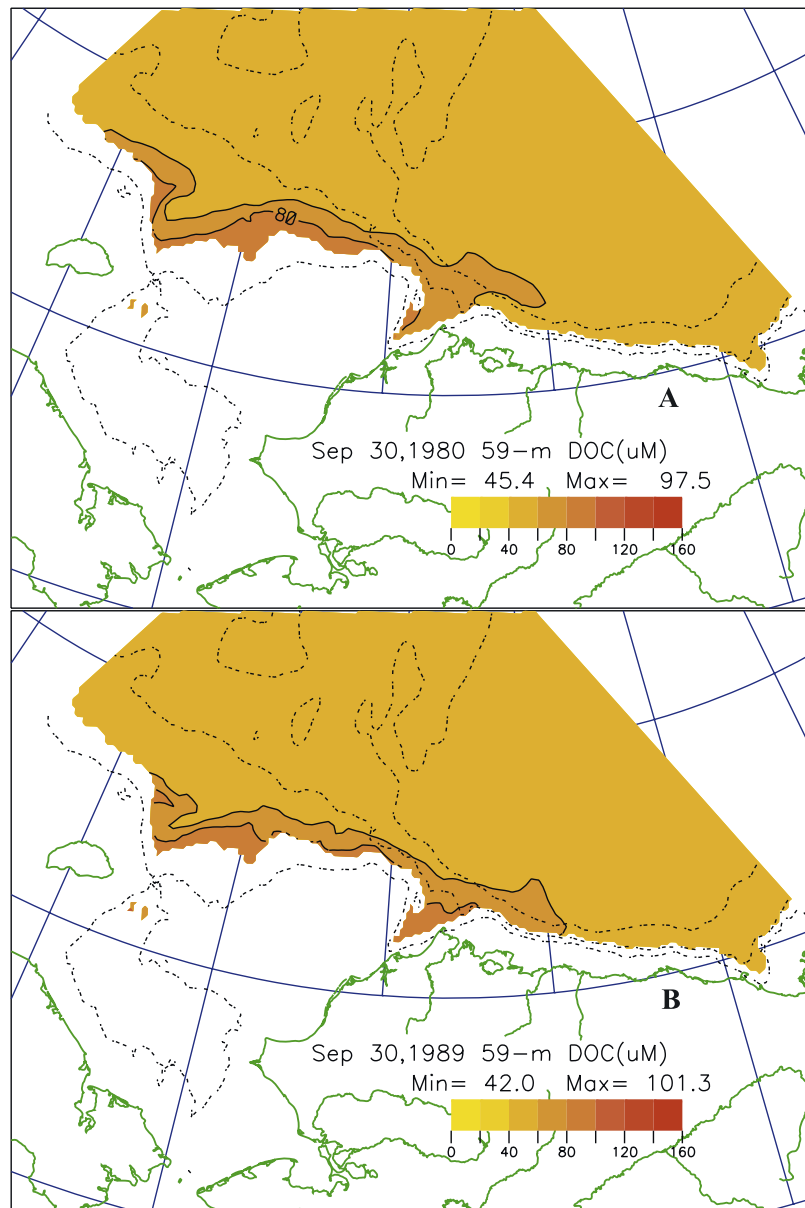 80
A
Sep 30,1980 59-m DOC(uM)
Min= 45.4 Max= 97.5
0 40 80 120 160
B
Sep 30,1989 59-m DOC(uM)
Min= 42.0 Max= 101.3
0 40 80 120 160